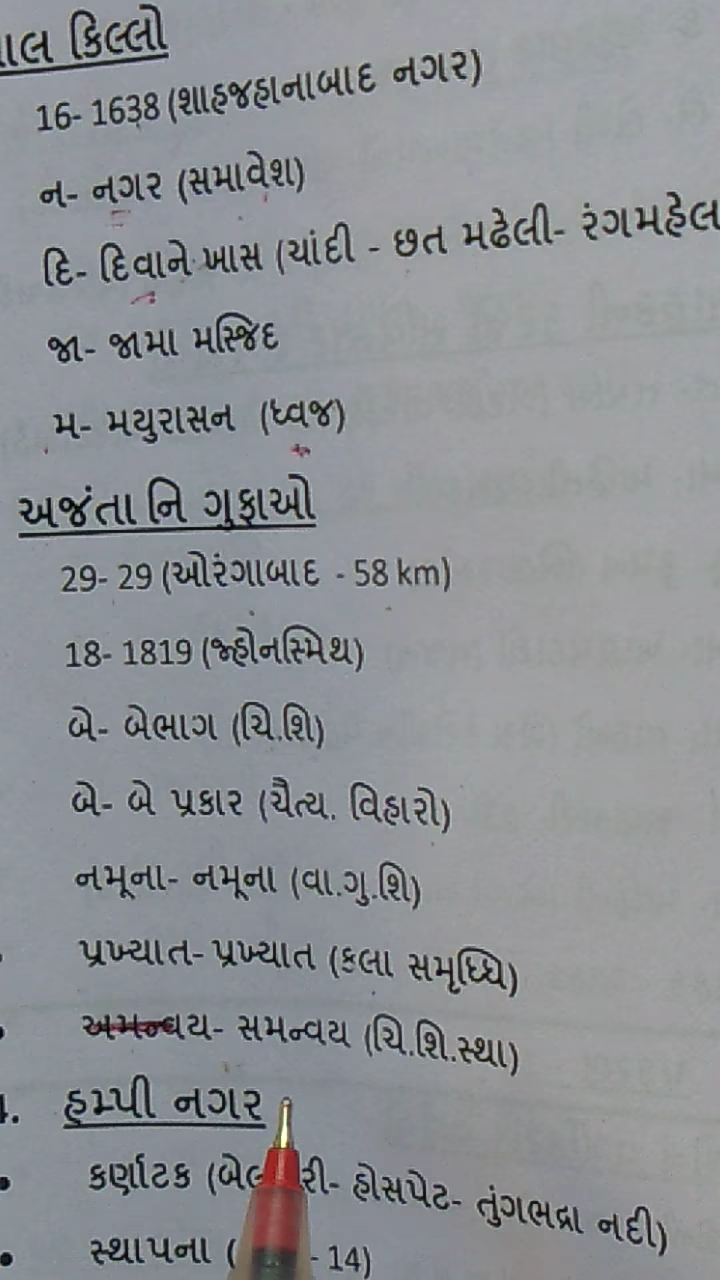 લાલ કિલ્લો
16- 1638 (શાહજહાનાબાદ નગર)
ન- નગર (સમાવેશ)
દિ- દિવાને ખાસ (ચાંદી - છત મઢેલી- રંગમહેલ
જા- જામા મસ્જિદ
મ- મયુરાસન (ધ્વજ)
અજંતા નિ ગુફાઓ
29- 29 (ઓરંગાબાદ - 58 km)
18- 1819 (જહોનસ્મિથ)
બે- બેભાગ (ચિ.શિ)
બે- બે પ્રકાર (ચૈત્ય. વિહારો)
નમૂના- નમૂના (વા.ગુ.શિ)
પ્રખ્યાત- પ્રખ્યાત (કલા સમૃધ્ધિ)
અમન્વય- સમન્વય (ચિ.શિ.સ્થા)
હમ્પી નગર
કર્ણાટક ( હોસપેટ- તુંગભદ્રા નદી)
સ્થાપના ( - 14)